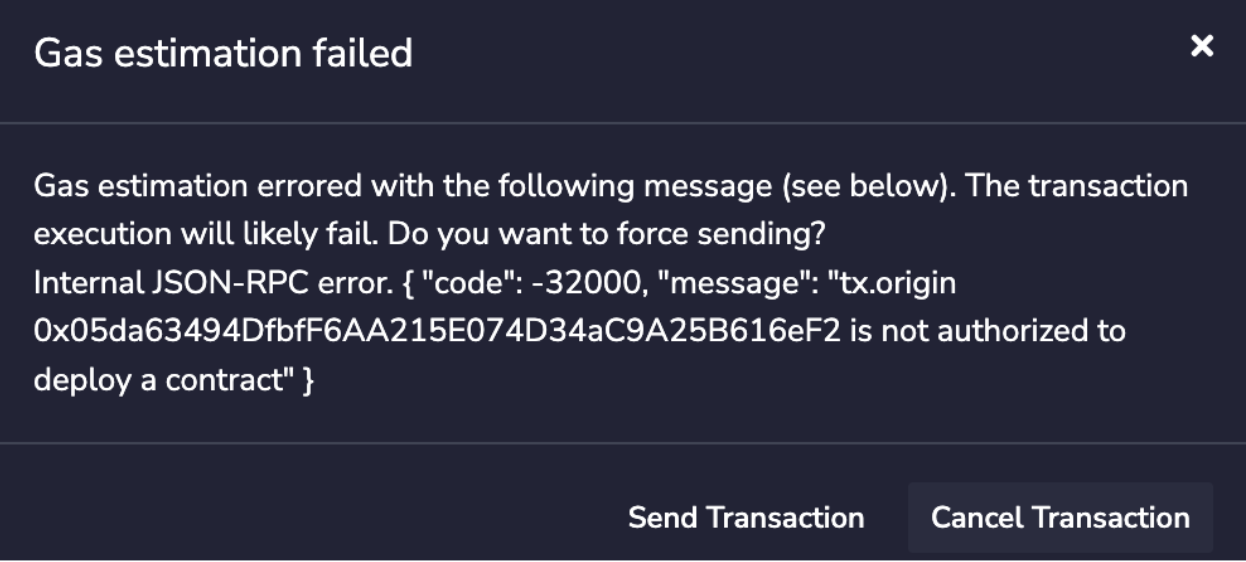 Gas estimation failed
Gas estimation errored with the following message (see below). The transaction
execution will likely fail. Do you want to force sending?
Internal JSON-RPC error. { "code": -32000, "message": "tx.origin
0x05da63494DfbfF6AA215E074D34aC9A25B616eF2 is not authorized to
deploy a contract" }
Send Transaction Cancel Transaction